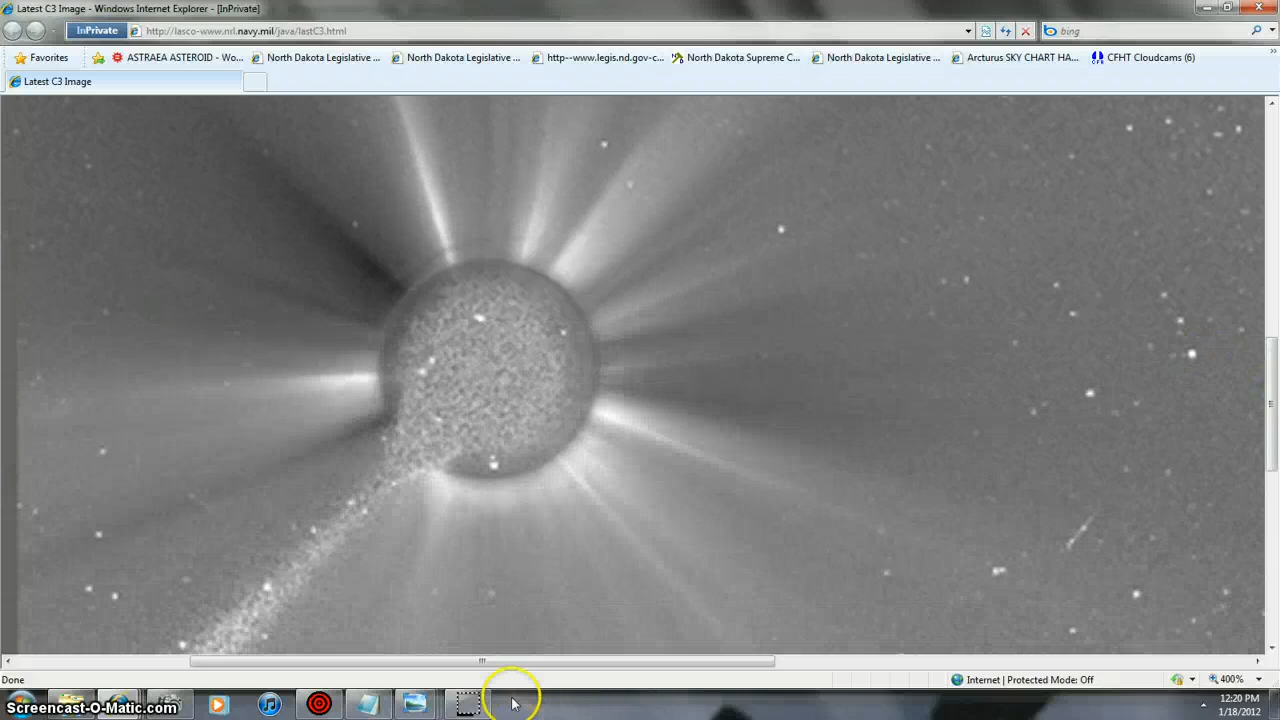 Latest C3 Image - Windows Internet Explorer - [InPrivate]
InPrivate http://lasco-www.nrl.navy.mil/java/lastC3.html bing
Favorites ASTRAEA ASTEROID - Wo... North Dakota Legislative ... North Dakota Legislative ... http--www.legis.nd.gov-c... North Dakota Supreme C... North Dakota Legislative ... Arcturus SKY CHART HA... CFHT Cloudcams (6)
Latest C3 Image
Done Internet | Protected Mode: Off 400%
Screencast-O-Matic.com
12:20 PM
1/18/2012